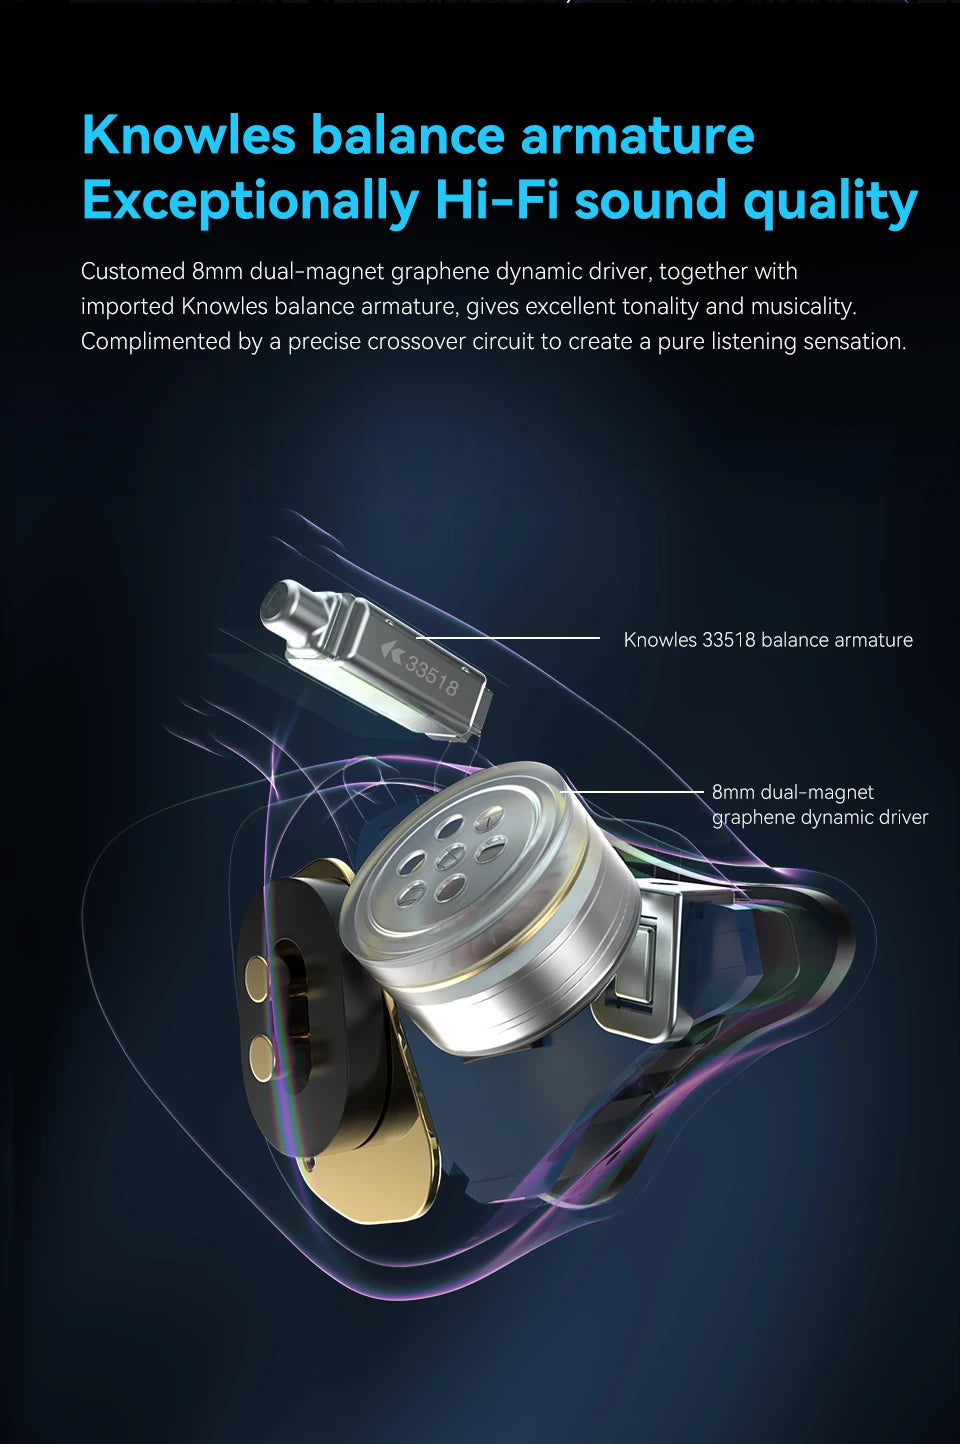 Knowles balance armature
Exceptionally Hi-Fi sound quality
Customed 8mm dual-magnet graphene dynamic driver, together with
imported Knowles balance armature, gives excellent tonality and musicality.
Complimented by a precise crossover circuit to create a pure listening sensation.
33518
Knowles 33518 balance armature
8mm dual-magnet
graphene dynamic driver